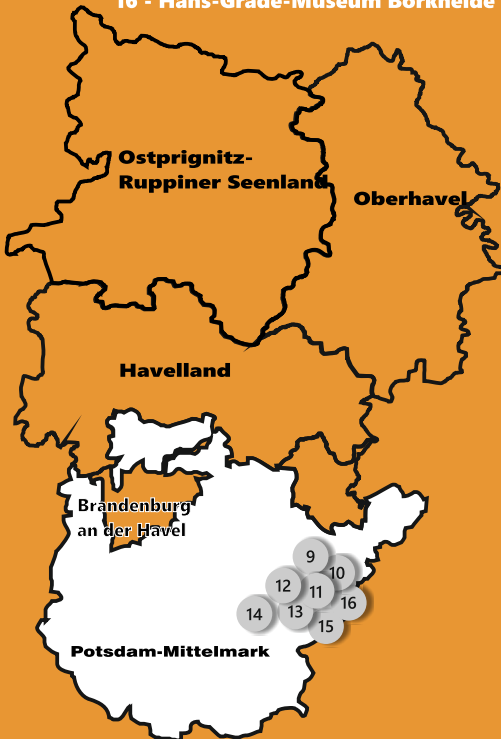 16 - Hans-Grade-Museum Borkheide
Ostprignitz-
Ruppiner Seenland
Oberhavel
Havelland
Brandenburg
an der Havel
9
10
12
11
16
14
13
15
Potsdam-Mittelmark